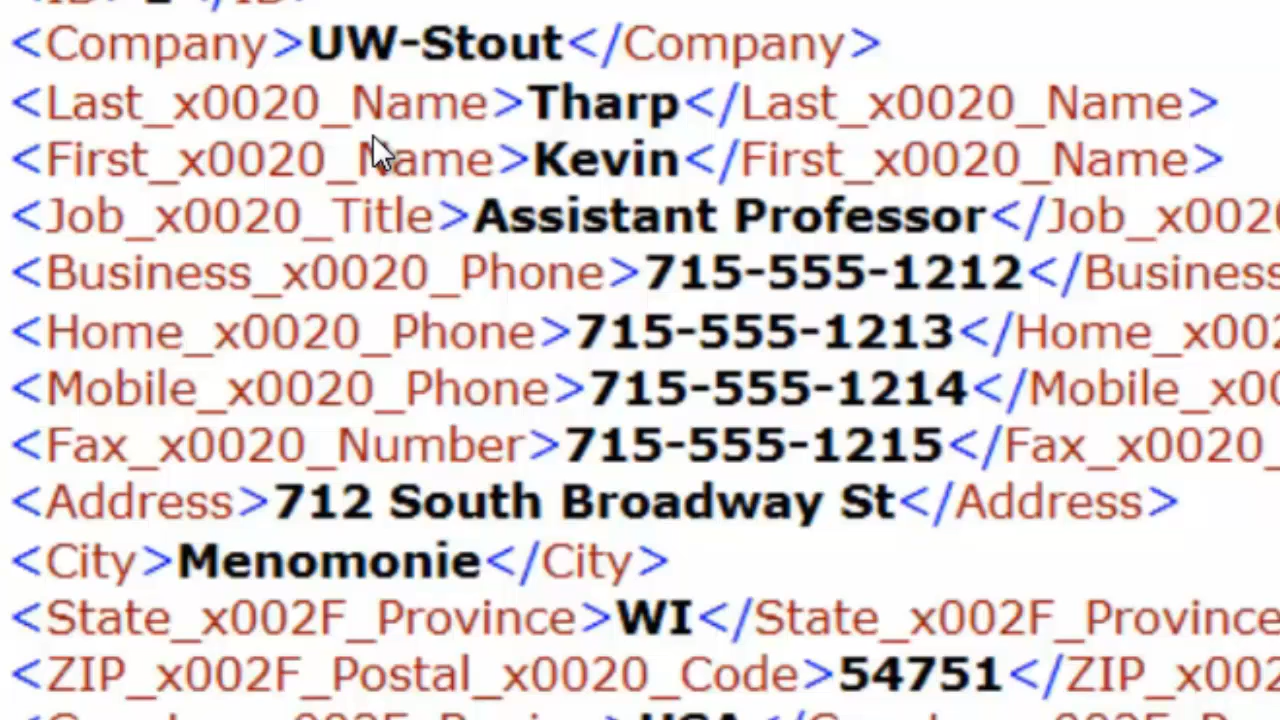 <Company>UW-Stout</Company>
<Last_x0020_Name>Tharp</Last_x0020_Name>
<First_x0020_Name>Kevin</First_x0020_Name>
<Job_x0020_Title>Assistant Professor</Job_x002
<Business_x0020_Phone>715-555-1212</Business
<Home_x0020_Phone>715-555-1213</Home_x002
<Mobile_x0020_Phone>715-555-1214</Mobile_x00
<Fax_x0020_Number>715-555-1215</Fax_x0020_
<Address>712 South Broadway St</Address>
<City>Menomonie</City>
<State_x002F_Province>WI</State_x002F_Province
<ZIP_x002F_Postal_x0020_Code>54751</ZIP_x002